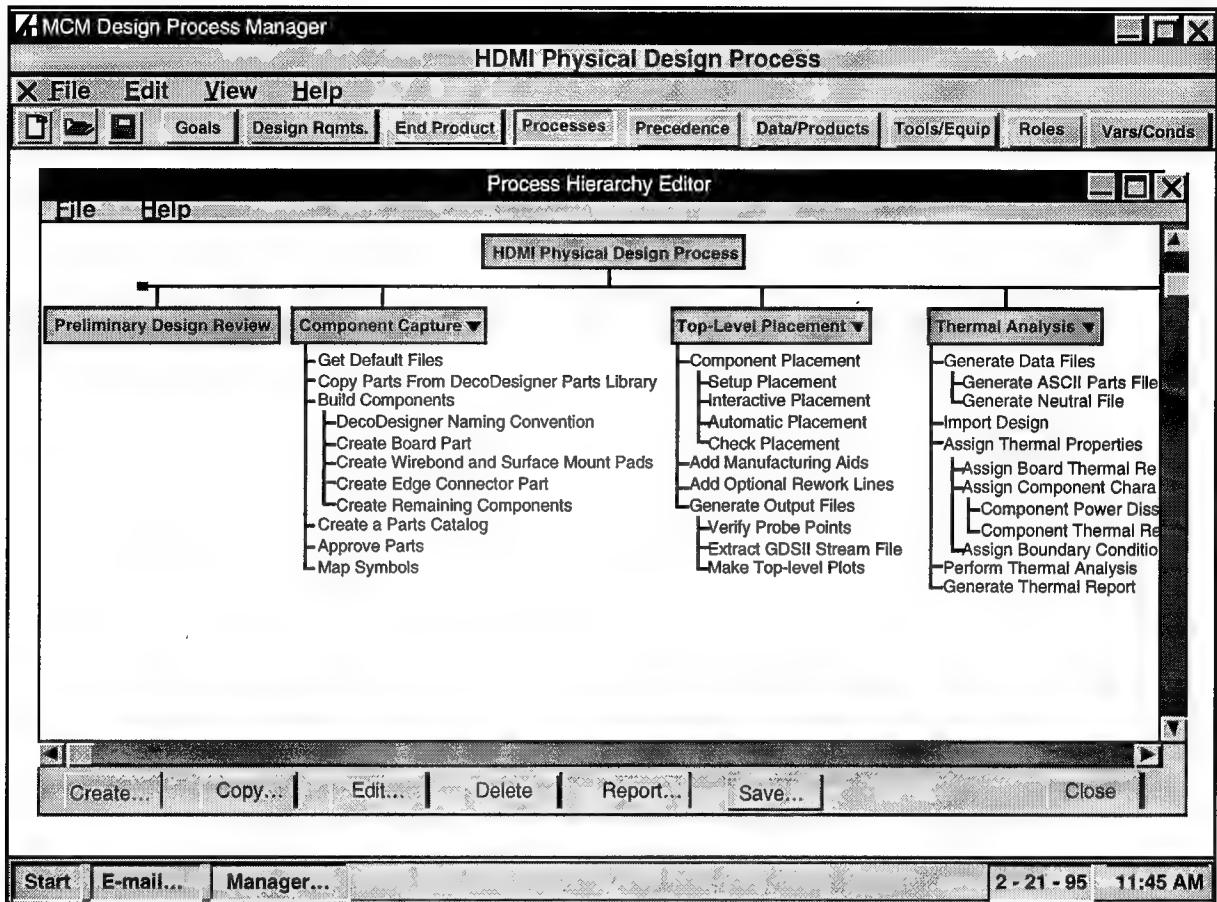 MCM Design Process Manager
HDMI Physical Design Process
File Edit View Help
Goals Design Rqmts. End Product Processes Precedence Data/Products Tools/Equip Roles Vars/Conds
Process Hierarchy Editor
File Help
HDMI Physical Design Process
Preliminary Design Review
Component Capture
Get Default Files
Copy Parts From DecoDesigner Parts Library
Build Components
DecoDesigner Naming Convention
Create Board Part
Create Wirebond and Surface Mount Pads
Create Edge Connector Part
Create Remaining Components
Create a Parts Catalog
Approve Parts
Map Symbols
Top-Level Placement
Component Placement
Setup Placement
Interactive Placement
Automatic Placement
Check Placement
Add Manufacturing Aids
Add Optional Rework Lines
Generate Output Files
Verify Probe Points
Extract GDSII Stream File
Make Top-level Plots
Thermal Analysis
Generate Data Files
Generate ASCII Parts File
Generate Neutral File
Import Design
Assign Thermal Properties
Assign Board Thermal Re
Assign Component Chara
Component Power Diss
Component Thermal Re
Assign Boundary Conditio
Perform Thermal Analysis
Generate Thermal Report
Create... Copy... Edit... Delete Report... Save... Close
Start E-mail... Manager... 2 - 21 - 95 11:45 AM